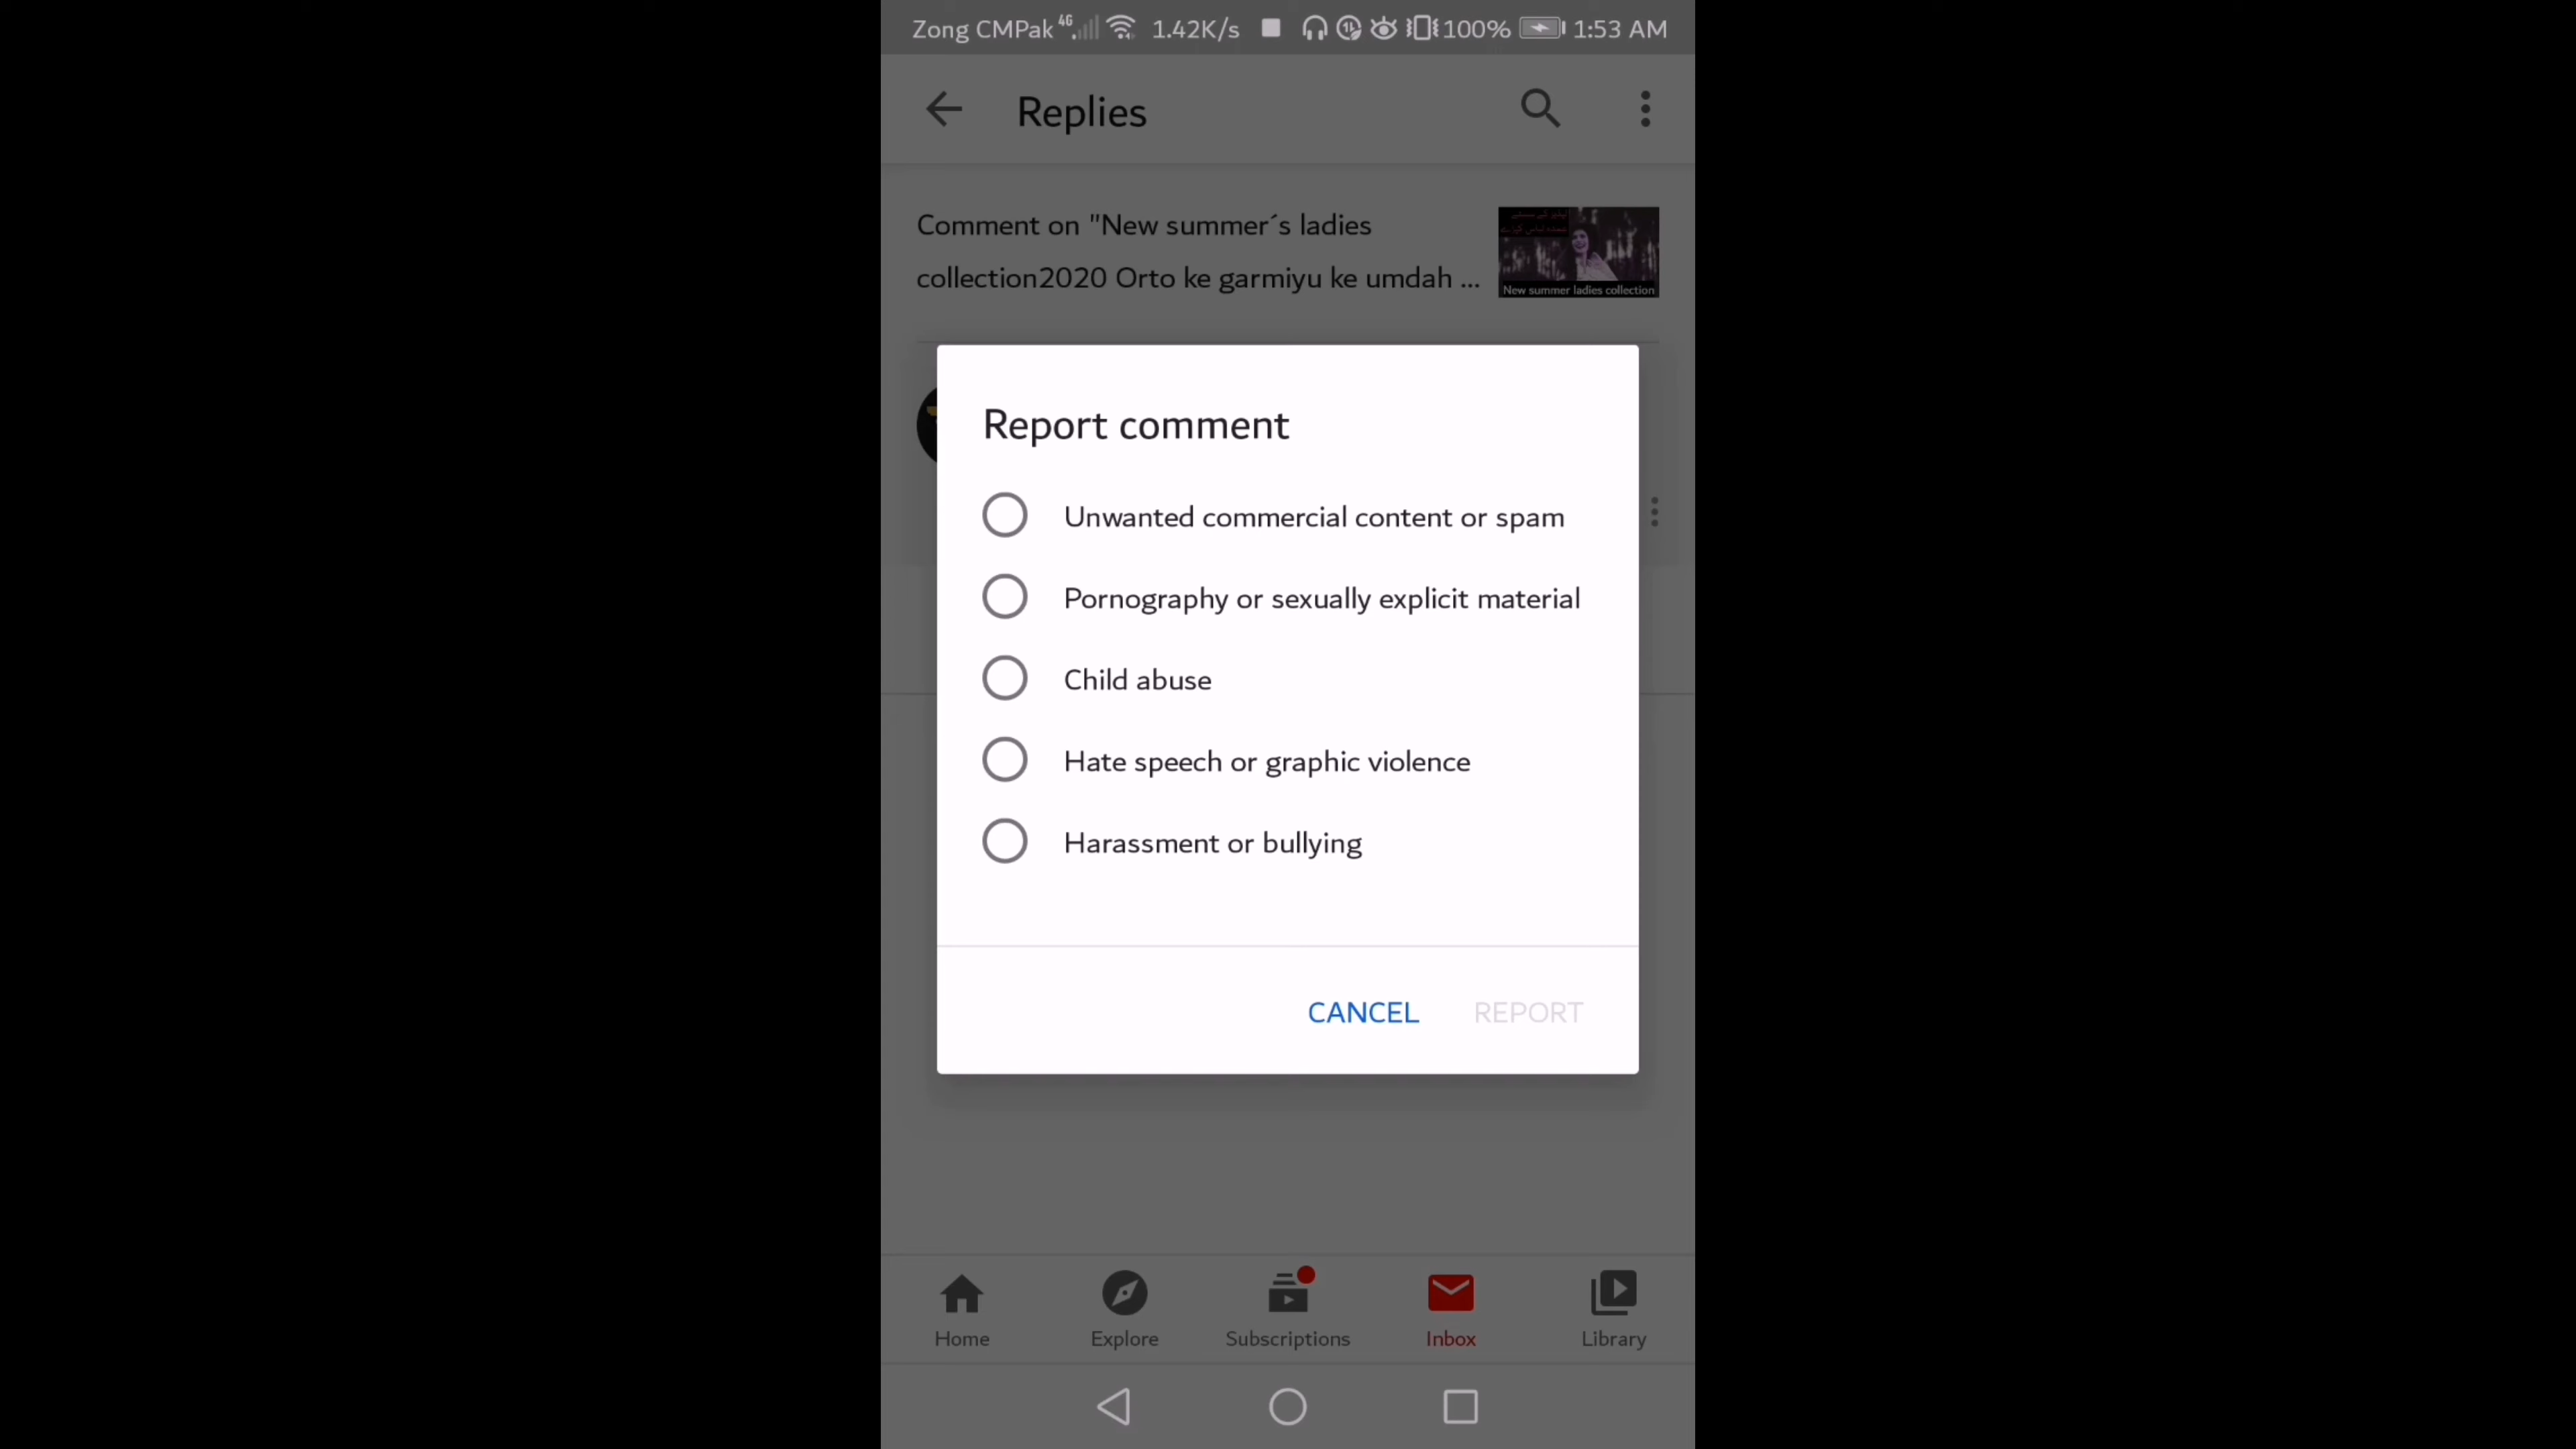 Zong CMPak 4G 1.42K/s 100% 1:53 AM
Replies
Comment on "New summer´s ladies
collection2020 Orto ke garmiyu ke umdah ...
New summer ladies collection
Report comment
Unwanted commercial content or spam
Pornography or sexually explicit material
Child abuse
Hate speech or graphic violence
Harassment or bullying
CANCEL REPORT
Home Explore Subscriptions Inbox Library